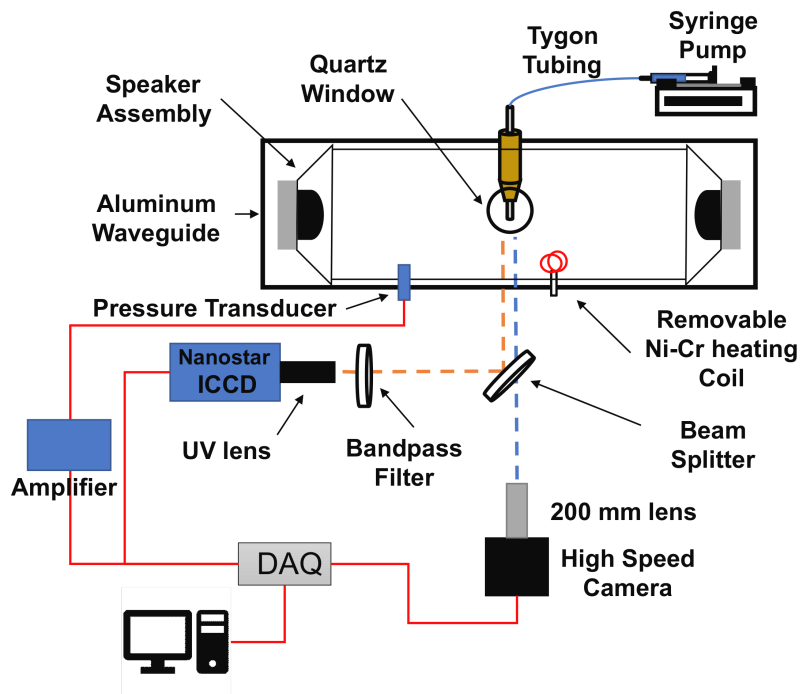 Syringe
Pump
Tygon
Tubing
Quartz
Window
Speaker
Assembly
Aluminum
Waveguide
Pressure Transducer
Removable
Ni-Cr heating
Coil
Nanostar
ICCD
UV lens
Bandpass
Filter
Beam
Splitter
Amplifier
200 mm lens
DAQ
High Speed
Camera